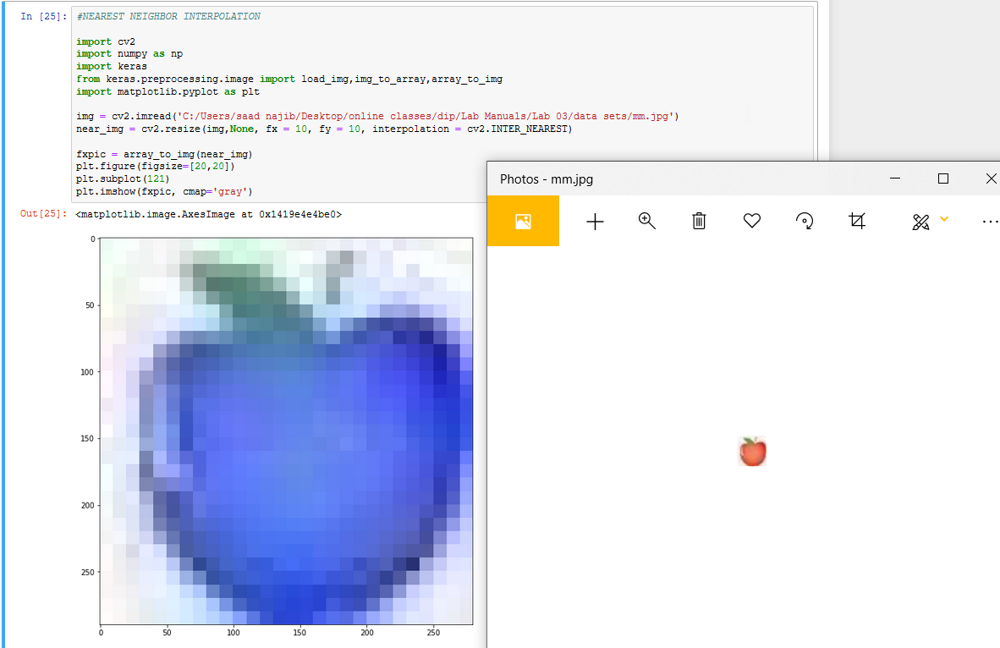 In [25]: #NEAREST NEIGHBOR INTERPOLATION
import cv2
import numpy as np
import keras
from keras.preprocessing.image import load_img,img_to_array,array_to_img
import matplotlib.pyplot as plt
img = cv2.imread('C:/Users/saad najib/Desktop/online classes/dip/Lab Manuals/Lab 03/data sets/mm.jpg')
near_img = cv2.resize(img,None, fx = 10, fy = 10, interpolation = cv2.INTER_NEAREST)
fxpic = array_to_img(near_img)
plt.figure(figsize=[20,20])
plt.subplot(121)
plt.imshow(fxpic, cmap='gray')
Out[25]: <matplotlib.image.AxesImage at 0x1419e4e4be0>
Photos - mm.jpg
0
50
100
150
200
250
0 50 100 150 200 250